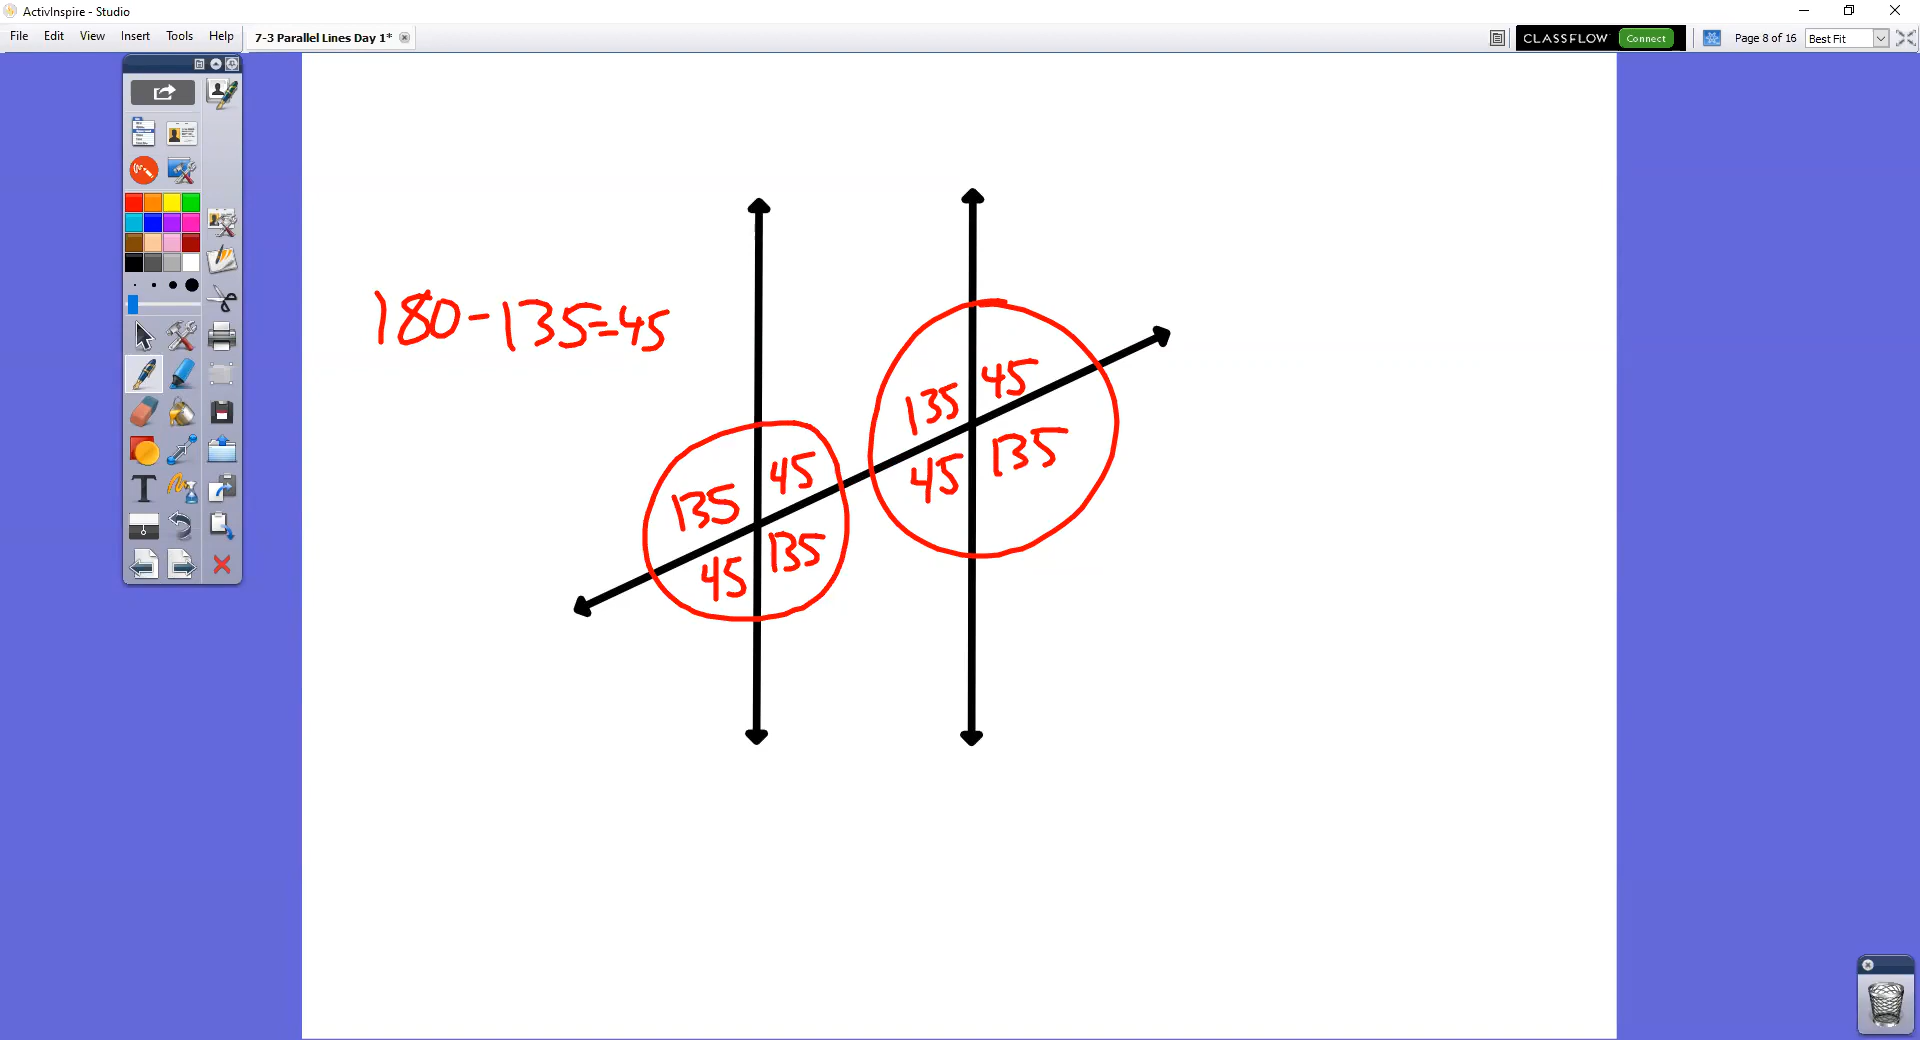 ActivInspire - Studio
File Edit View Insert Tools Help
7-3 Parallel Lines Day 1*
CLASSFLOW Connect
Page 8 of 16
Best Fit
180-135=45
135 45
45 135
135 45
45 135
T